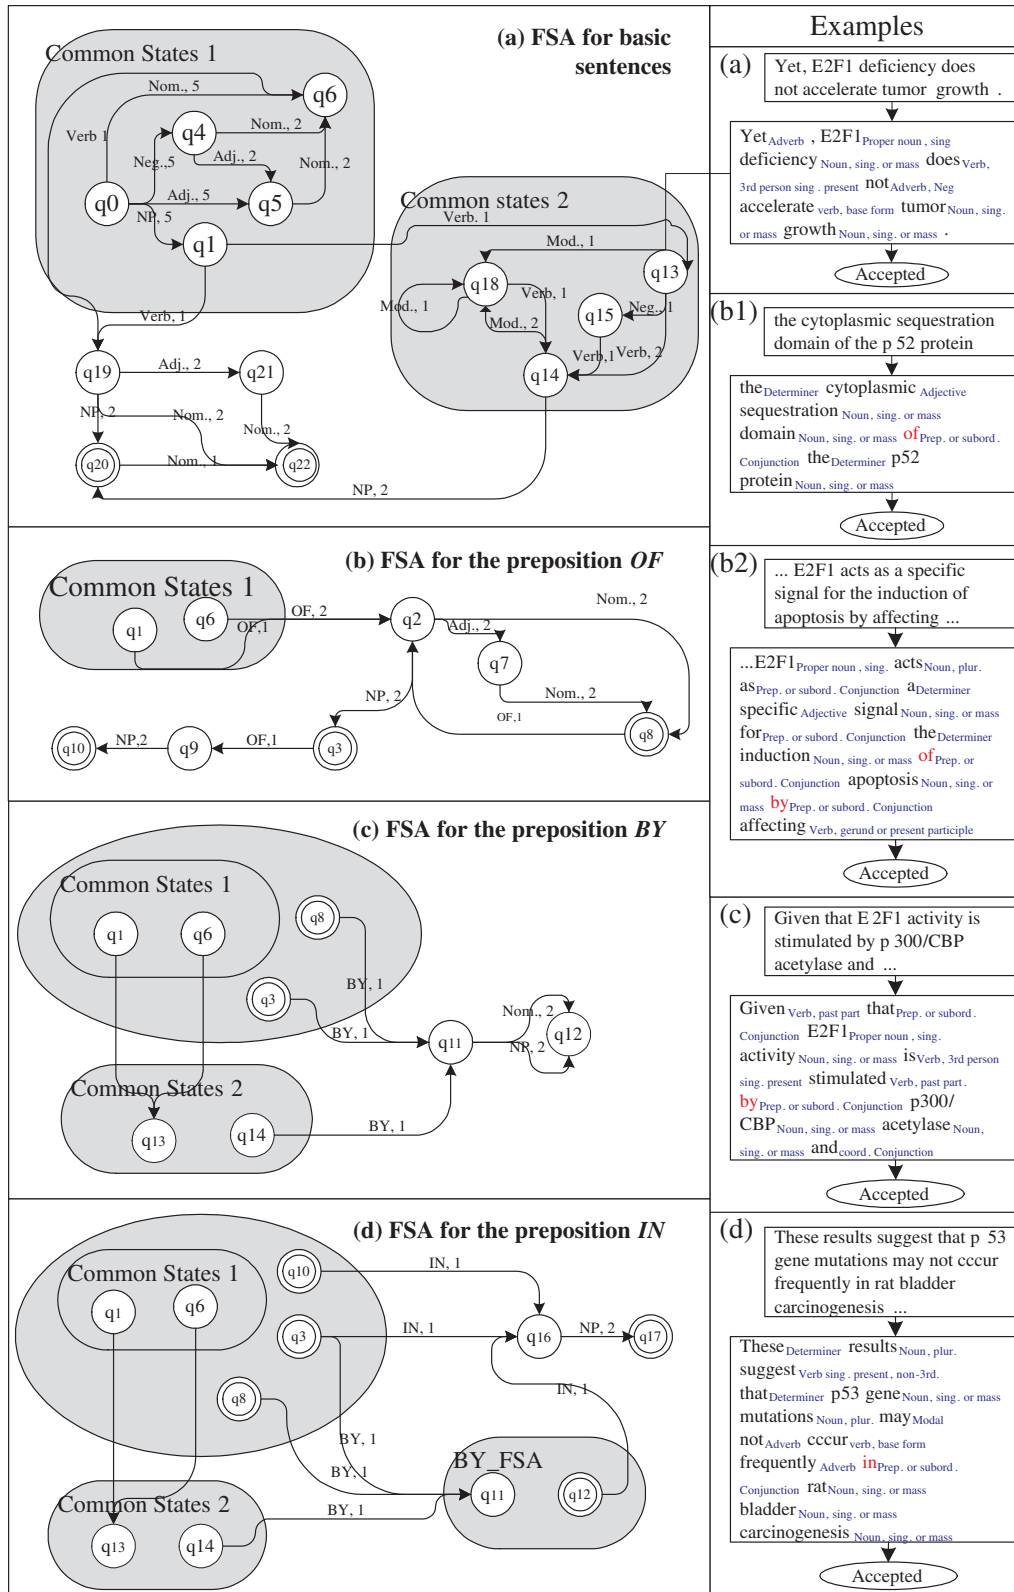 (a) FSA for basic
sentences
Common States 1
Nom., 5
q6
Verb 1
q4
Nom., 2
Adj., 2
Nom., 2
Neg.,5
q0
Adj., 5
q5
NP, 5
q1
Common states 2
Verb. 1
Mod., 1
q13
q18
Verb, 1
Mod., 1
Neg., 1
q15
Mod., 2
Verb,1
Verb, 2
q14
Verb, 1
q19
Adj., 2
q21
NP, 2
Nom., 2
Nom., 2
q20
Nom., 1
q22
NP, 2
(b) FSA for the preposition OF
Common States 1
q1
q6
OF, 2
OF,1
q2
Nom., 2
Adj., 2
q7
NP, 2
Nom., 2
OF,1
q10
NP,2
q9
OF,1
q3
q8
(c) FSA for the preposition BY
Common States 1
q1
q6
q8
q3
BY, 1
BY, 1
Nom., 2
q11
NP, 2
q12
Common States 2
q13
q14
BY, 1
(d) FSA for the preposition IN
Common States 1
q1
q6
q10
IN, 1
q3
IN, 1
q16
NP, 2
q17
q8
IN, 1
BY, 1
BY, 1
BY_FSA
q11
q12
Common States 2
BY, 1
q13
q14
Examples
(a)
Yet, E2F1 deficiency does
not accelerate tumor growth .
Yet Adverb , E2F1 Proper noun, sing
deficiency Noun, sing. or mass does Verb,
3rd person sing . present not Adverb, Neg
accelerate verb, base form tumor Noun, sing.
or mass growth Noun, sing. or mass .
Accepted
(b1)
the cytoplasmic sequestration
domain of the p 52 protein
the Determiner cytoplasmic Adjective
sequestration Noun, sing. or mass
domain Noun, sing. or mass of Prep. or subord.
Conjunction the Determiner p52
protein Noun, sing. or mass
Accepted
(b2)
... E2F1 acts as a specific
signal for the induction of
apoptosis by affecting ...
...E2F1 Proper noun, sing. acts Noun, plur.
as Prep. or subord. Conjunction a Determiner
specific Adjective signal Noun, sing. or mass
for Prep. or subord. Conjunction the Determiner
induction Noun, sing. or mass of Prep. or
subord. Conjunction apoptosis Noun, sing. or
mass by Prep. or subord. Conjunction
affecting Verb, gerund or present participle
Accepted
(c)
Given that E 2F1 activity is
stimulated by p 300/CBP
acetylase and ...
Given Verb, past part that Prep. or subord.
Conjunction E2F1 Proper noun, sing.
activity Noun, sing. or mass is Verb, 3rd person
sing. present stimulated Verb, past part.
by Prep. or subord. Conjunction p300/
CBP Noun, sing. or mass acetylase Noun,
sing. or mass and coord. Conjunction
Accepted
(d)
These results suggest that p 53
gene mutations may not cccur
frequently in rat bladder
carcinogenesis ...
These Determiner results Noun, plur.
suggest Verb sing. present, non-3rd.
that Determiner p53 gene Noun, sing. or mass
mutations Noun, plur. may Modal
not Adverb cccur verb, base form
frequently Adverb in Prep. or subord.
Conjunction rat Noun, sing. or mass
bladder Noun, sing. or mass
carcinogenesis Noun, sing. or mass
Accepted